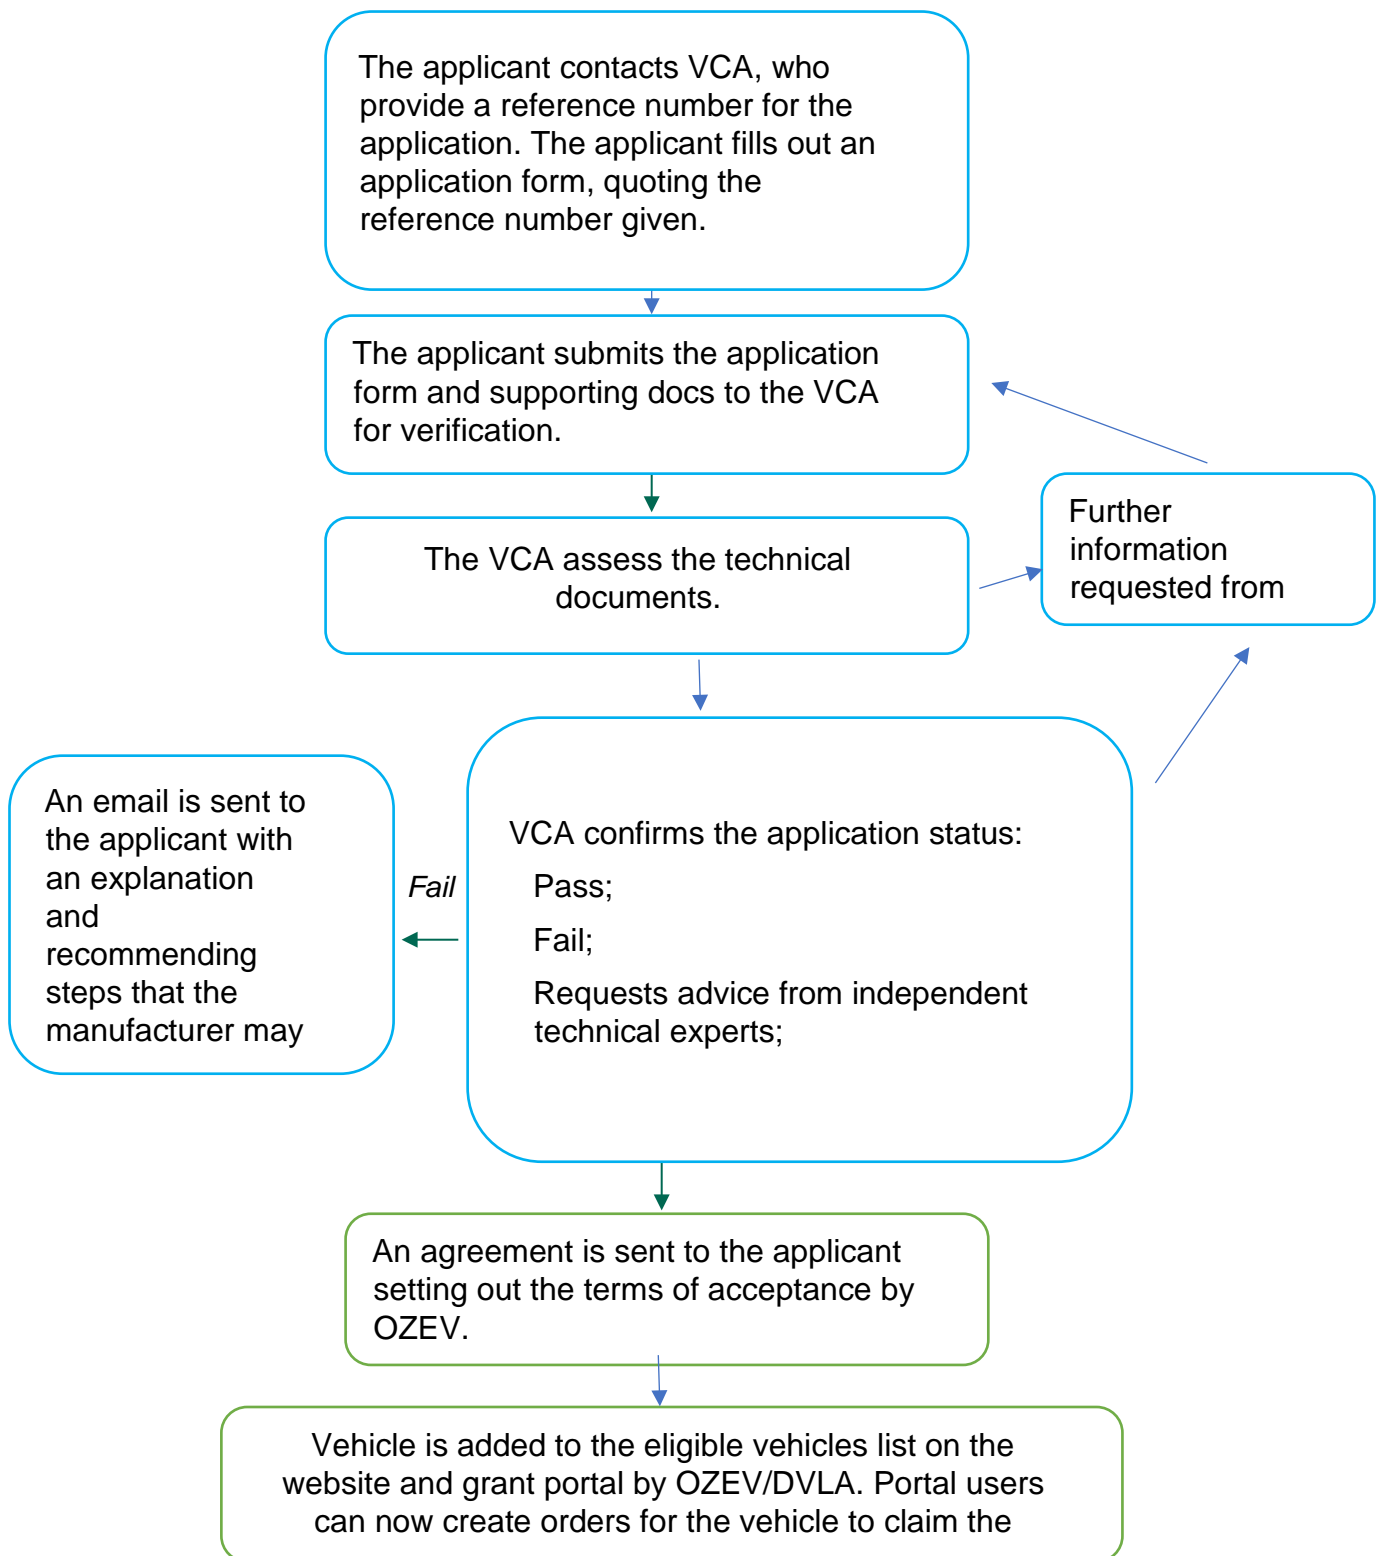 The applicant contacts VCA, who
provide a reference number for the
application. The applicant fills out an
application form, quoting the
reference number given.
The applicant submits the application
form and supporting docs to the VCA
for verification.
The VCA assess the technical
documents.
Further
information
requested from
An email is sent to
the applicant with
an explanation
and
recommending
steps that the
manufacturer may
Fail
VCA confirms the application status:
Pass;
Fail;
Requests advice from independent
technical experts;
An agreement is sent to the applicant
setting out the terms of acceptance by
OZEV.
Vehicle is added to the eligible vehicles list on the
website and grant portal by OZEV/DVLA. Portal users
can now create orders for the vehicle to claim the